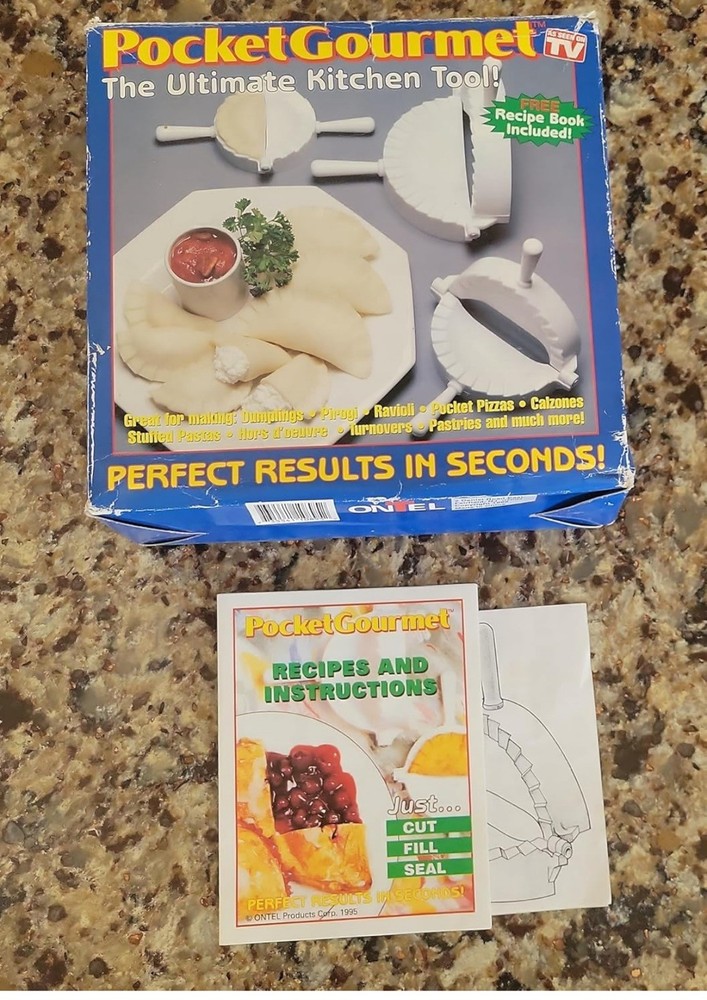 PocketGourmet™
AS SEEN ON
TV
The Ultimate Kitchen Tool!
FREE
Recipe Book
Included!
Great for making: Dumplings • Pirogi • Ravioli • Pocket Pizzas • Calzones
Stuffed Pastas • Hors d'oeuvre • Turnovers • Pastries and much more!
PERFECT RESULTS IN SECONDS!
ONTEL
PocketGourmet™
RECIPES AND
INSTRUCTIONS
Just...
CUT
FILL
SEAL
PERFECT RESULTS IN SECONDS!
© ONTEL Products Corp. 1995